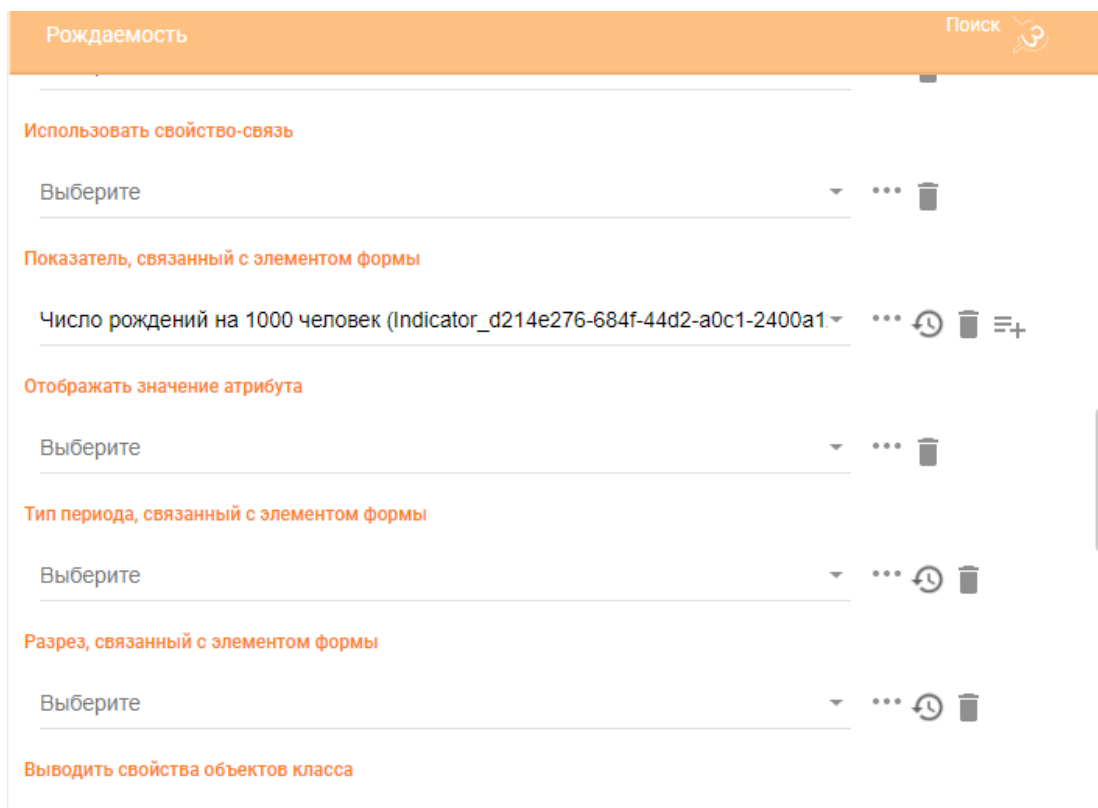 Рождаемость
Поиск
Использовать свойство-связь
Выберите
Показатель, связанный с элементом формы
Число рождений на 1000 человек (Indicator_d214e276-684f-44d2-a0c1-2400a1
Отображать значение атрибута
Выберите
Тип периода, связанный с элементом формы
Выберите
Разрез, связанный с элементом формы
Выберите
Выводить свойства объектов класса